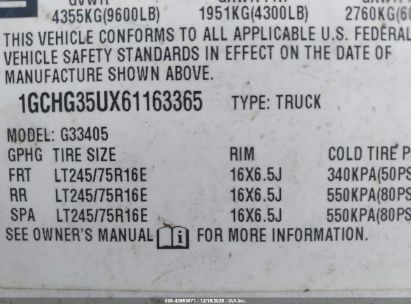 4355KG(9600LB) 1951KG(4300LB) 2760KG(6
THIS VEHICLE CONFORMS TO ALL APPLICABLE U.S. FEDERA
VEHICLE SAFETY STANDARDS IN EFFECT ON THE DATE OF
MANUFACTURE SHOWN ABOVE.
1GCHG35UX61163365 TYPE: TRUCK
MODEL: G33405
GPHG TIRE SIZE RIM COLD TIRE P
FRT LT245/75R16E 16X6.5J 340KPA(50PS
RR LT245/75R16E 16X6.5J 550KPA(80PS
SPA LT245/75R16E 16X6.5J 550KPA(80PS
SEE OWNER'S MANUAL i FOR MORE INFORMATION.